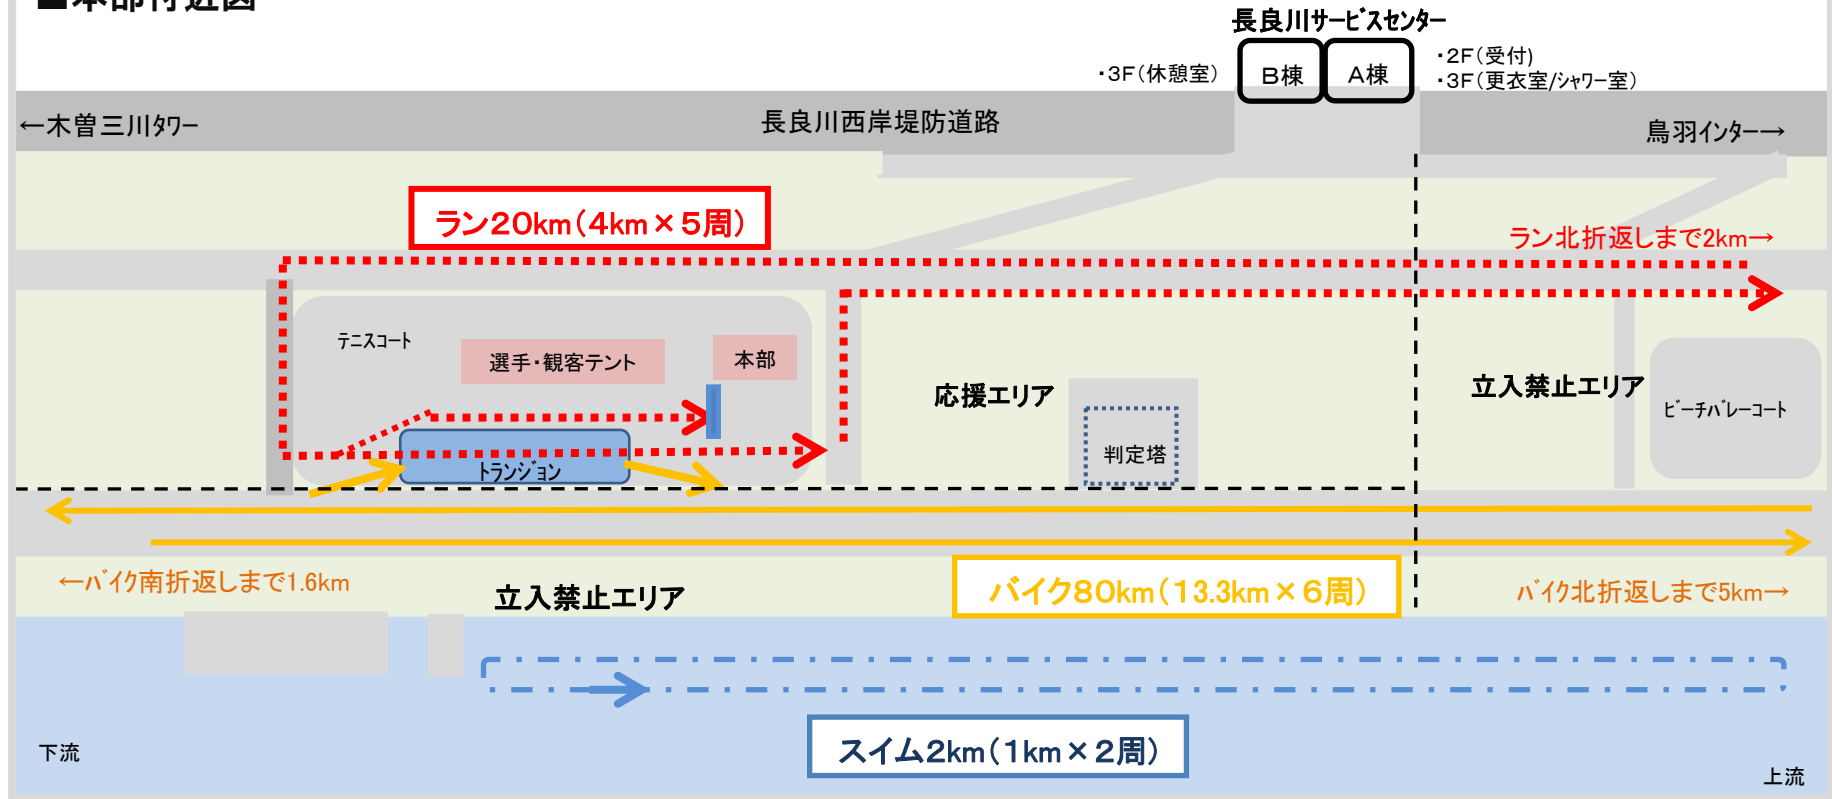 ■本部付近図
長良川サービスセンター
・3F(休憩室)
B棟
A棟
・2F(受付)
・3F(更衣室/シャワー室)
←木曽三川タワー
長良川西岸堤防道路
鳥羽インター→
ラン20km(4km×5周)
ラン北折返しまで2km→
テニスコート
選手・観客テント
本部
応援エリア
立入禁止エリア
ビーチバレーコート
判定塔
トランジョン
←バイク南折返しまで1.6km
立入禁止エリア
バイク80km(13.3km×6周)
バイク北折返しまで5km→
スイム2km(1km×2周)
下流
上流